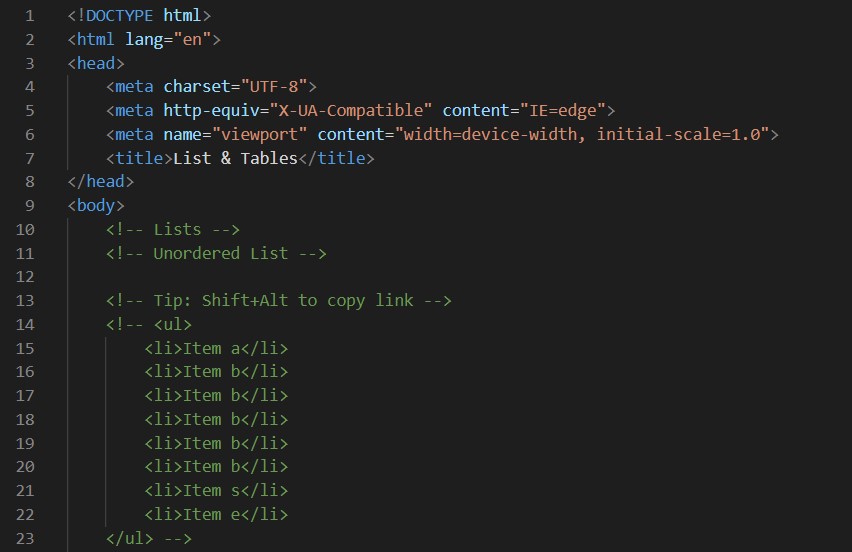 1 <!DOCTYPE html>
2 <html lang="en">
3 <head>
4     <meta charset="UTF-8">
5     <meta http-equiv="X-UA-Compatible" content="IE=edge">
6     <meta name="viewport" content="width=device-width, initial-scale=1.0">
7     <title>List & Tables</title>
8 </head>
9 <body>
10     <!-- Lists -->
11     <!-- Unordered List -->
12
13     <!-- Tip: Shift+Alt to copy link -->
14     <!-- <ul>
15         <li>Item a</li>
16         <li>Item b</li>
17         <li>Item b</li>
18         <li>Item b</li>
19         <li>Item b</li>
20         <li>Item b</li>
21         <li>Item s</li>
22         <li>Item e</li>
23     </ul> -->